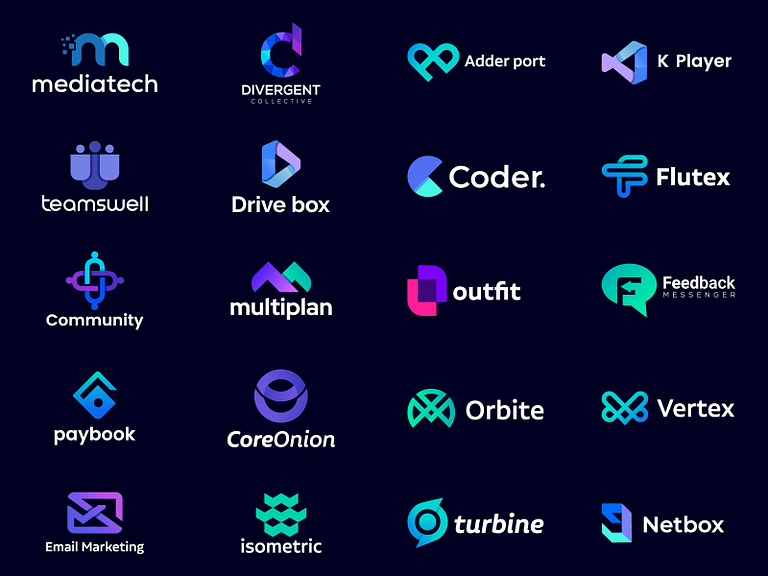 mediatech
DIVERGENT
COLLECTIVE
Adder port
K Player
teamswell
Drive box
Coder.
Flutex
Community
multiplan
outfit
Feedback
MESSENGER
paybook
CoreOnion
Orbite
Vertex
Email Marketing
isometric
turbine
Netbox